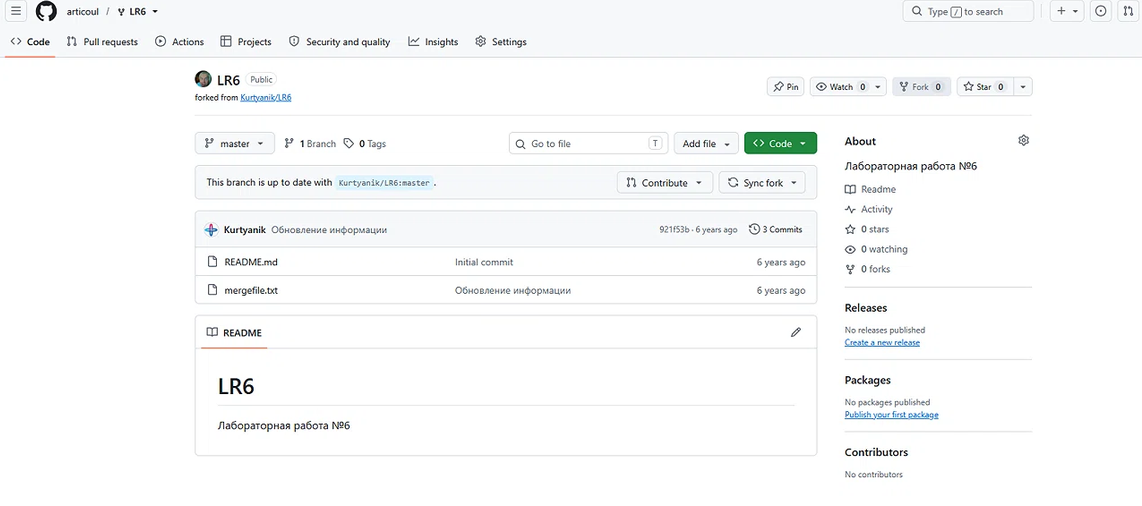 articoul / LR6
Type / to search
Code Pull requests Actions Projects Security and quality Insights Settings
LR6 Public
forked from Kurtyanik/LR6
Pin Watch 0 Fork 0 Star 0
master 1 Branch 0 Tags Go to file T Add file Code
This branch is up to date with Kurtyanik/LR6:master . Contribute Sync fork
Kurtyanik Обновление информации 921f53b · 6 years ago 3 Commits
README.md Initial commit 6 years ago
mergefile.txt Обновление информации 6 years ago
README
LR6
Лабораторная работа №6
About
Лабораторная работа №6
Readme
Activity
0 stars
0 watching
0 forks
Releases
No releases published
Create a new release
Packages
No packages published
Publish your first package
Contributors
No contributors